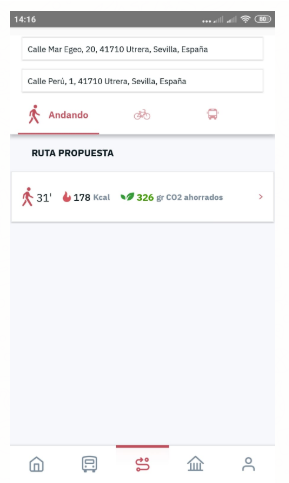 14:16
80
Calle Mar Egeo, 20, 41710 Utrera, Sevilla, España
Calle Perú, 1, 41710 Utrera, Sevilla, España
Andando
RUTA PROPUESTA
31' 178 Kcal 326 gr CO2 ahorrados